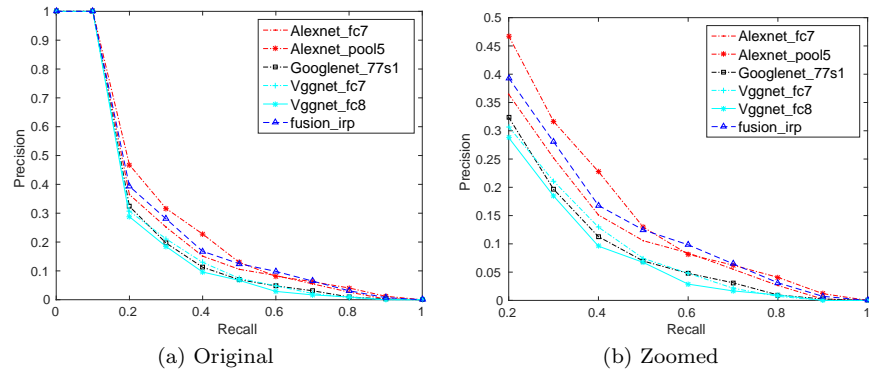 1
0.9
0.8
0.7
0.6
0.5
0.4
0.3
0.2
0.1
0
Precision
0 0.2 0.4 0.6 0.8 1
Recall
Alexnet_fc7
Alexnet_pool5
Googlenet_77s1
Vggnet_fc7
Vggnet_fc8
fusion_irp
(a) Original
0.5
0.45
0.4
0.35
0.3
0.25
0.2
0.15
0.1
0.05
0
Precision
0.2 0.4 0.6 0.8 1
Recall
Alexnet_fc7
Alexnet_pool5
Googlenet_77s1
Vggnet_fc7
Vggnet_fc8
fusion_irp
(b) Zoomed